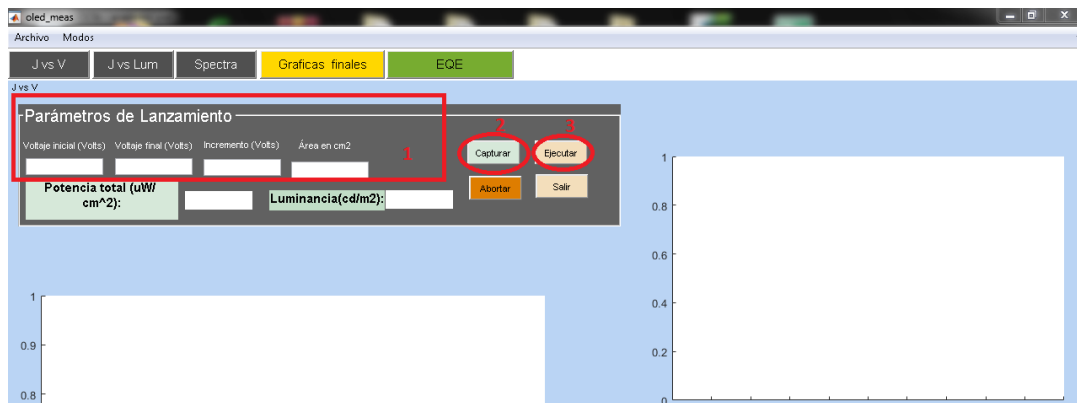 oled_meas
Archivo Modos
J vs V J vs Lum Spectra Graficas finales EQE
J vs V
Parámetros de Lanzamiento
Voltaje inicial (Volts) Voltaje final (Volts) Incremento (Volts) Área en cm2
1
2
3
Capturar Ejecutar
Abortar Salir
Potencia total (uW/
cm^2):
Luminancia(cd/m2):
1
0.9
0.8
1
0.8
0.6
0.4
0.2
0